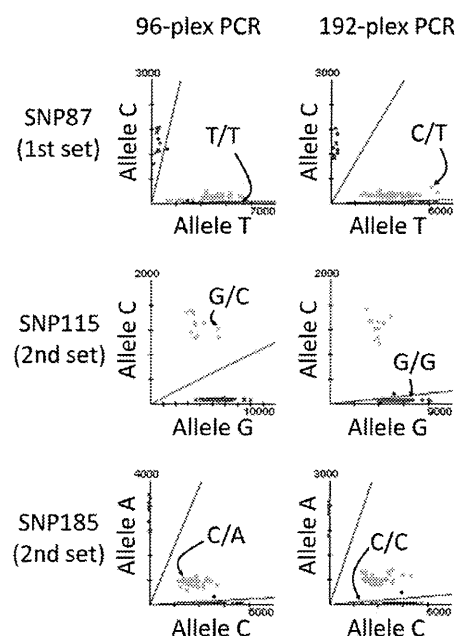 96-plex PCR 192-plex PCR
3000 3000
SNP87
(1st set)
Allele C Allele C
T/T C/T
7000 6000
Allele T Allele T
2000 2000
SNP115
(2nd set)
Allele C Allele C
G/C G/G
10000 9000
Allele G Allele G
4000 3000
SNP185
(2nd set)
Allele A Allele A
C/A C/C
6000
Allele C Allele C